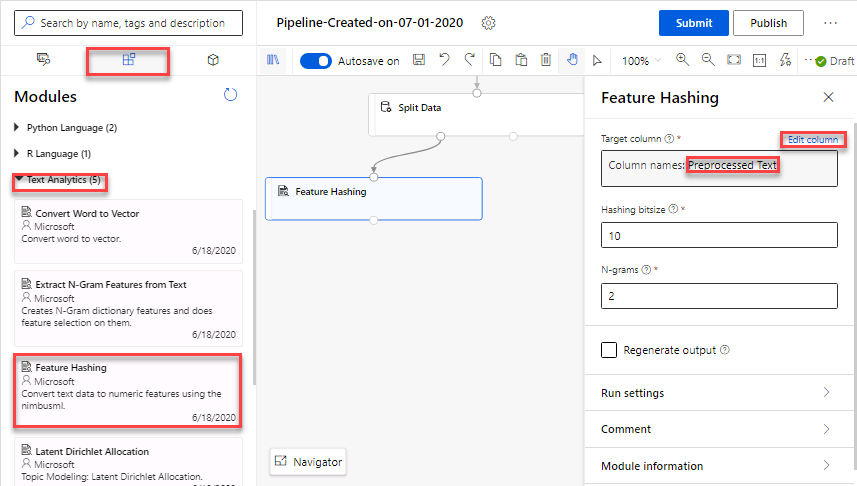 Search by name, tags and description
Pipeline-Created-on-07-01-2020
Submit
Publish
Autosave on
100%
1:1
Draft
Modules
Python Language (2)
R Language (1)
Text Analytics (5)
Convert Word to Vector
Microsoft
Convert word to vector.
6/18/2020
Extract N-Gram Features from Text
Microsoft
Creates N-Gram dictionary features and does
feature selection on them.
6/18/2020
Feature Hashing
Microsoft
Convert text data to numeric features using the
nimbusml.
6/18/2020
Latent Dirichlet Allocation
Microsoft
Topic Modeling: Latent Dirichlet Allocation.
Split Data
Feature Hashing
Navigator
Feature Hashing
Target column *
Edit column
Column names: Preprocessed Text
Hashing bitsize *
10
N-grams *
2
Regenerate output
Run settings
Comment
Module information